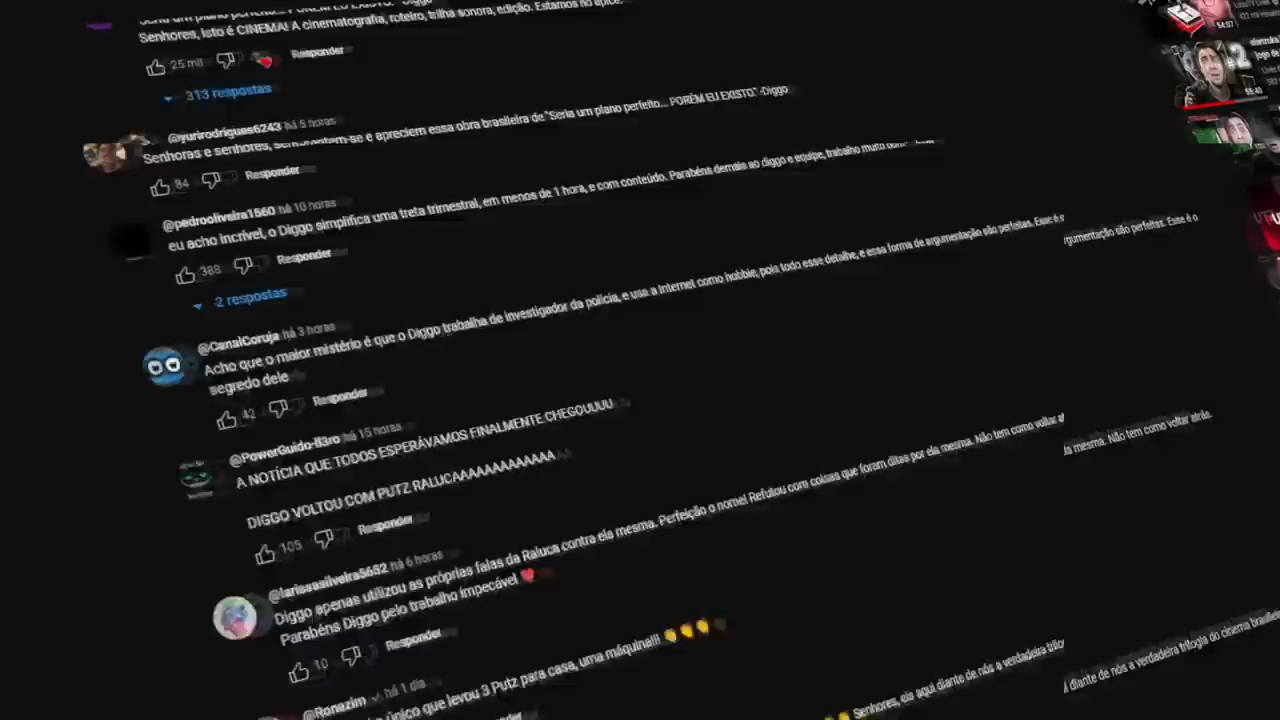 Senhores, isto é CINEMA! A cinematografia, roteiro, trilha sonora, edição. Estamos no ápice.
25 mil Responder
313 respostas
@yurirodrigues6243 há 5 horas
Senhoras e senhores, se e apreciem essa obra brasileira de "Seria um plano perfeito... PORÉM EU EXISTO." -Diggo
84 Responder
@pedrooliveira1560 há 10 horas
eu acho incrível, o Diggo simplifica uma treta trimestral, em menos de 1 hora, e com conteúdo. Parabéns demais ao diggo e equipe, trabalho muito
388 Responder
2 respostas
@CanalCoruja há 3 horas
Acho que o maior mistério é que o Diggo trabalha de investigador da polícia, e usa a Internet como hobbie, pois todo esse detalhe, e essa forma de argumentação são perfeitas. Esse é o
segredo dele
42 Responder
@PowerGuido-ll3ro há 15 horas
A NOTÍCIA QUE TODOS ESPERÁVAMOS FINALMENTE CHEGOUUUU
DIGGO VOLTOU COM PUTZ RALUCAAAAAAAAAAAAA
105 Responder
@larissasilveira5632 há 6 horas
Diggo apenas utilizou as próprias falas da Raluca contra ela mesma. Perfeição o nome! Refutou com coisas que foram ditas por ela mesma. Não tem como voltar atrás.
Parabéns Diggo pelo trabalho impecável ❤️
10 Responder
@Ronazim há 1 dia
único que levou 3 Putz para casa, uma máquina!!! 👏👏👏
Senhores, eis aqui diante de nós a verdadeira trilogia do cinema
54:07
55:40